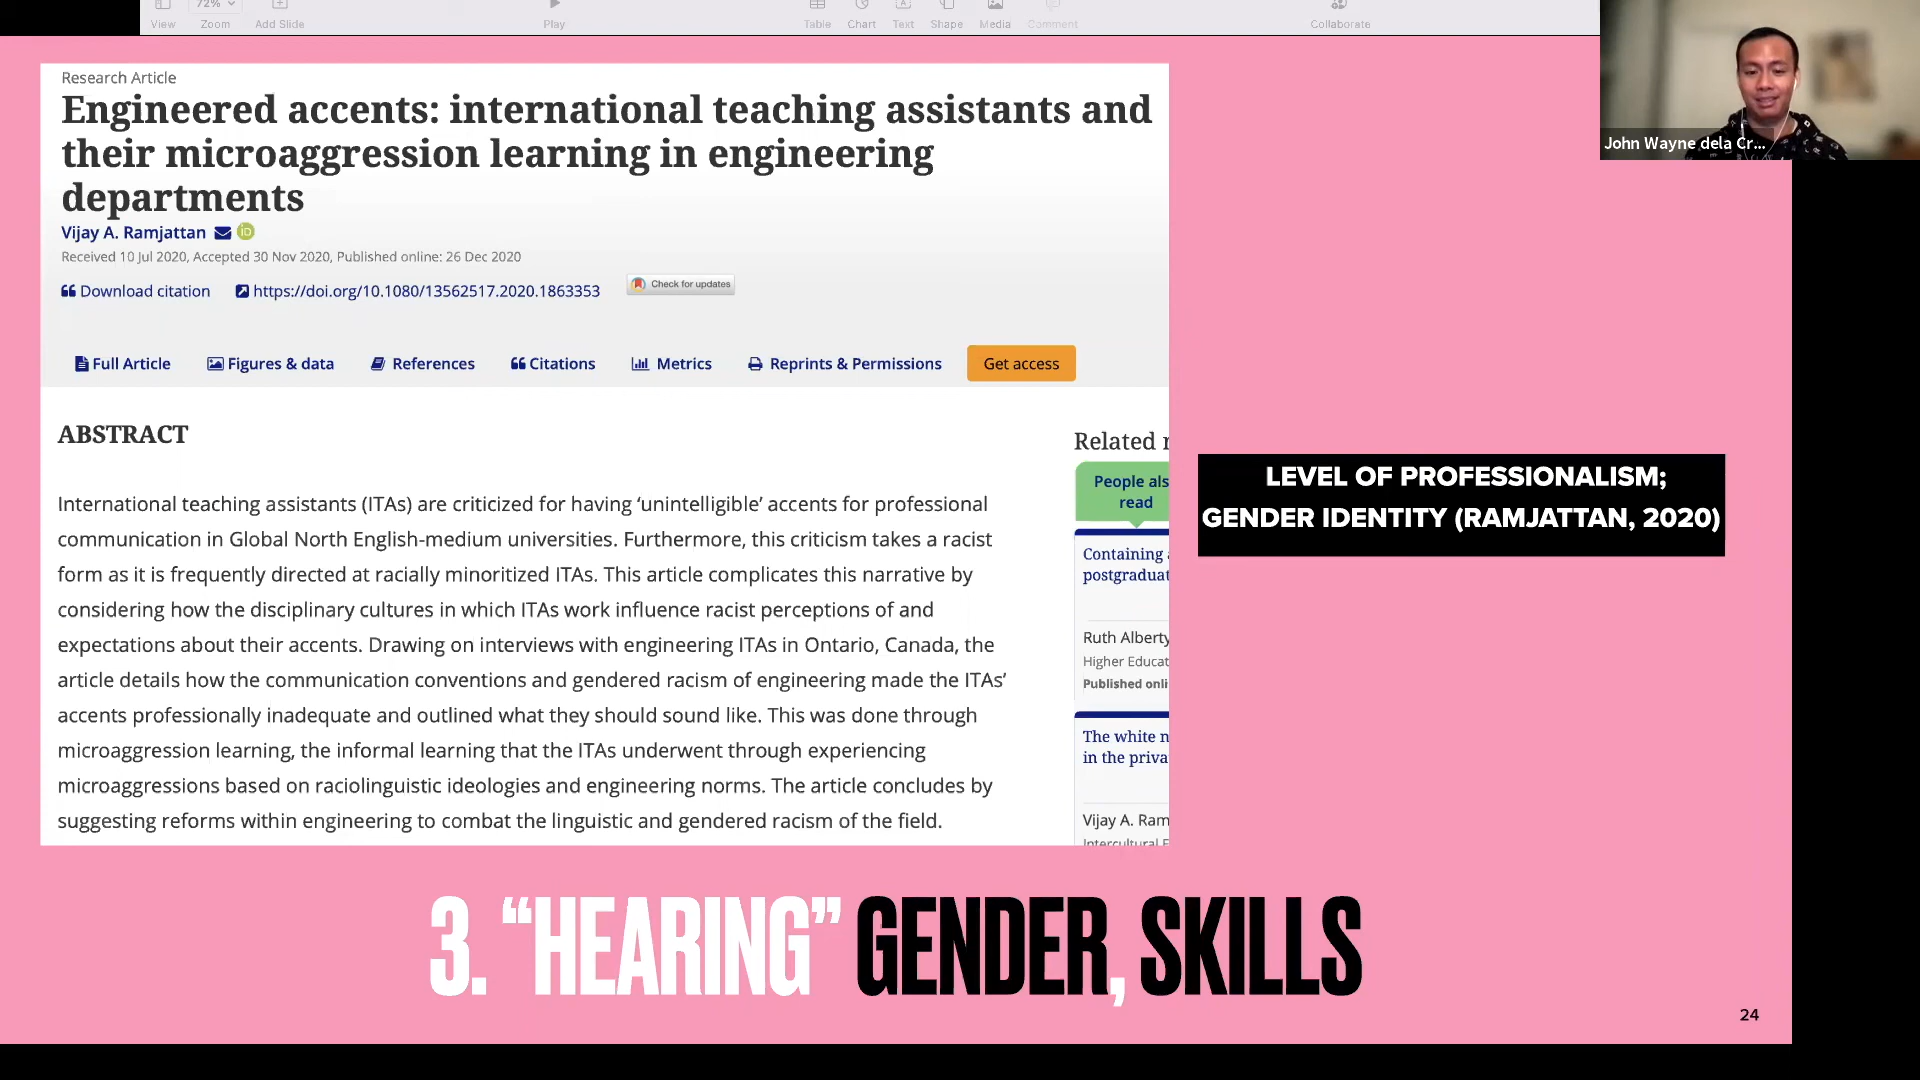 72%
View
Zoom
Add Slide
Play
Table
Chart
Text
Shape
Media
Comment
Collaborate
John Wayne dela Cr...
Research Article
Engineered accents: international teaching assistants and
their microaggression learning in engineering
departments
Vijay A. Ramjattan
iD
Received 10 Jul 2020, Accepted 30 Nov 2020, Published online: 26 Dec 2020
Download citation
https://doi.org/10.1080/13562517.2020.1863353
Check for updates
Full Article
Figures & data
References
Citations
Metrics
Reprints & Permissions
Get access
ABSTRACT
International teaching assistants (ITAs) are criticized for having ‘unintelligible’ accents for professional
communication in Global North English-medium universities. Furthermore, this criticism takes a racist
form as it is frequently directed at racially minoritized ITAs. This article complicates this narrative by
considering how the disciplinary cultures in which ITAs work influence racist perceptions of and
expectations about their accents. Drawing on interviews with engineering ITAs in Ontario, Canada, the
article details how the communication conventions and gendered racism of engineering made the ITAs’
accents professionally inadequate and outlined what they should sound like. This was done through
microaggression learning, the informal learning that the ITAs underwent through experiencing
microaggressions based on raciolinguistic ideologies and engineering norms. The article concludes by
suggesting reforms within engineering to combat the linguistic and gendered racism of the field.
Related r
People als
read
Containing
postgraduat
Ruth Alberty
Higher Educat
Published onli
The white n
in the priva
Vijay A. Ram
Intercultural E
LEVEL OF PROFESSIONALISM;
GENDER IDENTITY (RAMJATTAN, 2020)
3. “HEARING” GENDER, SKILLS
24